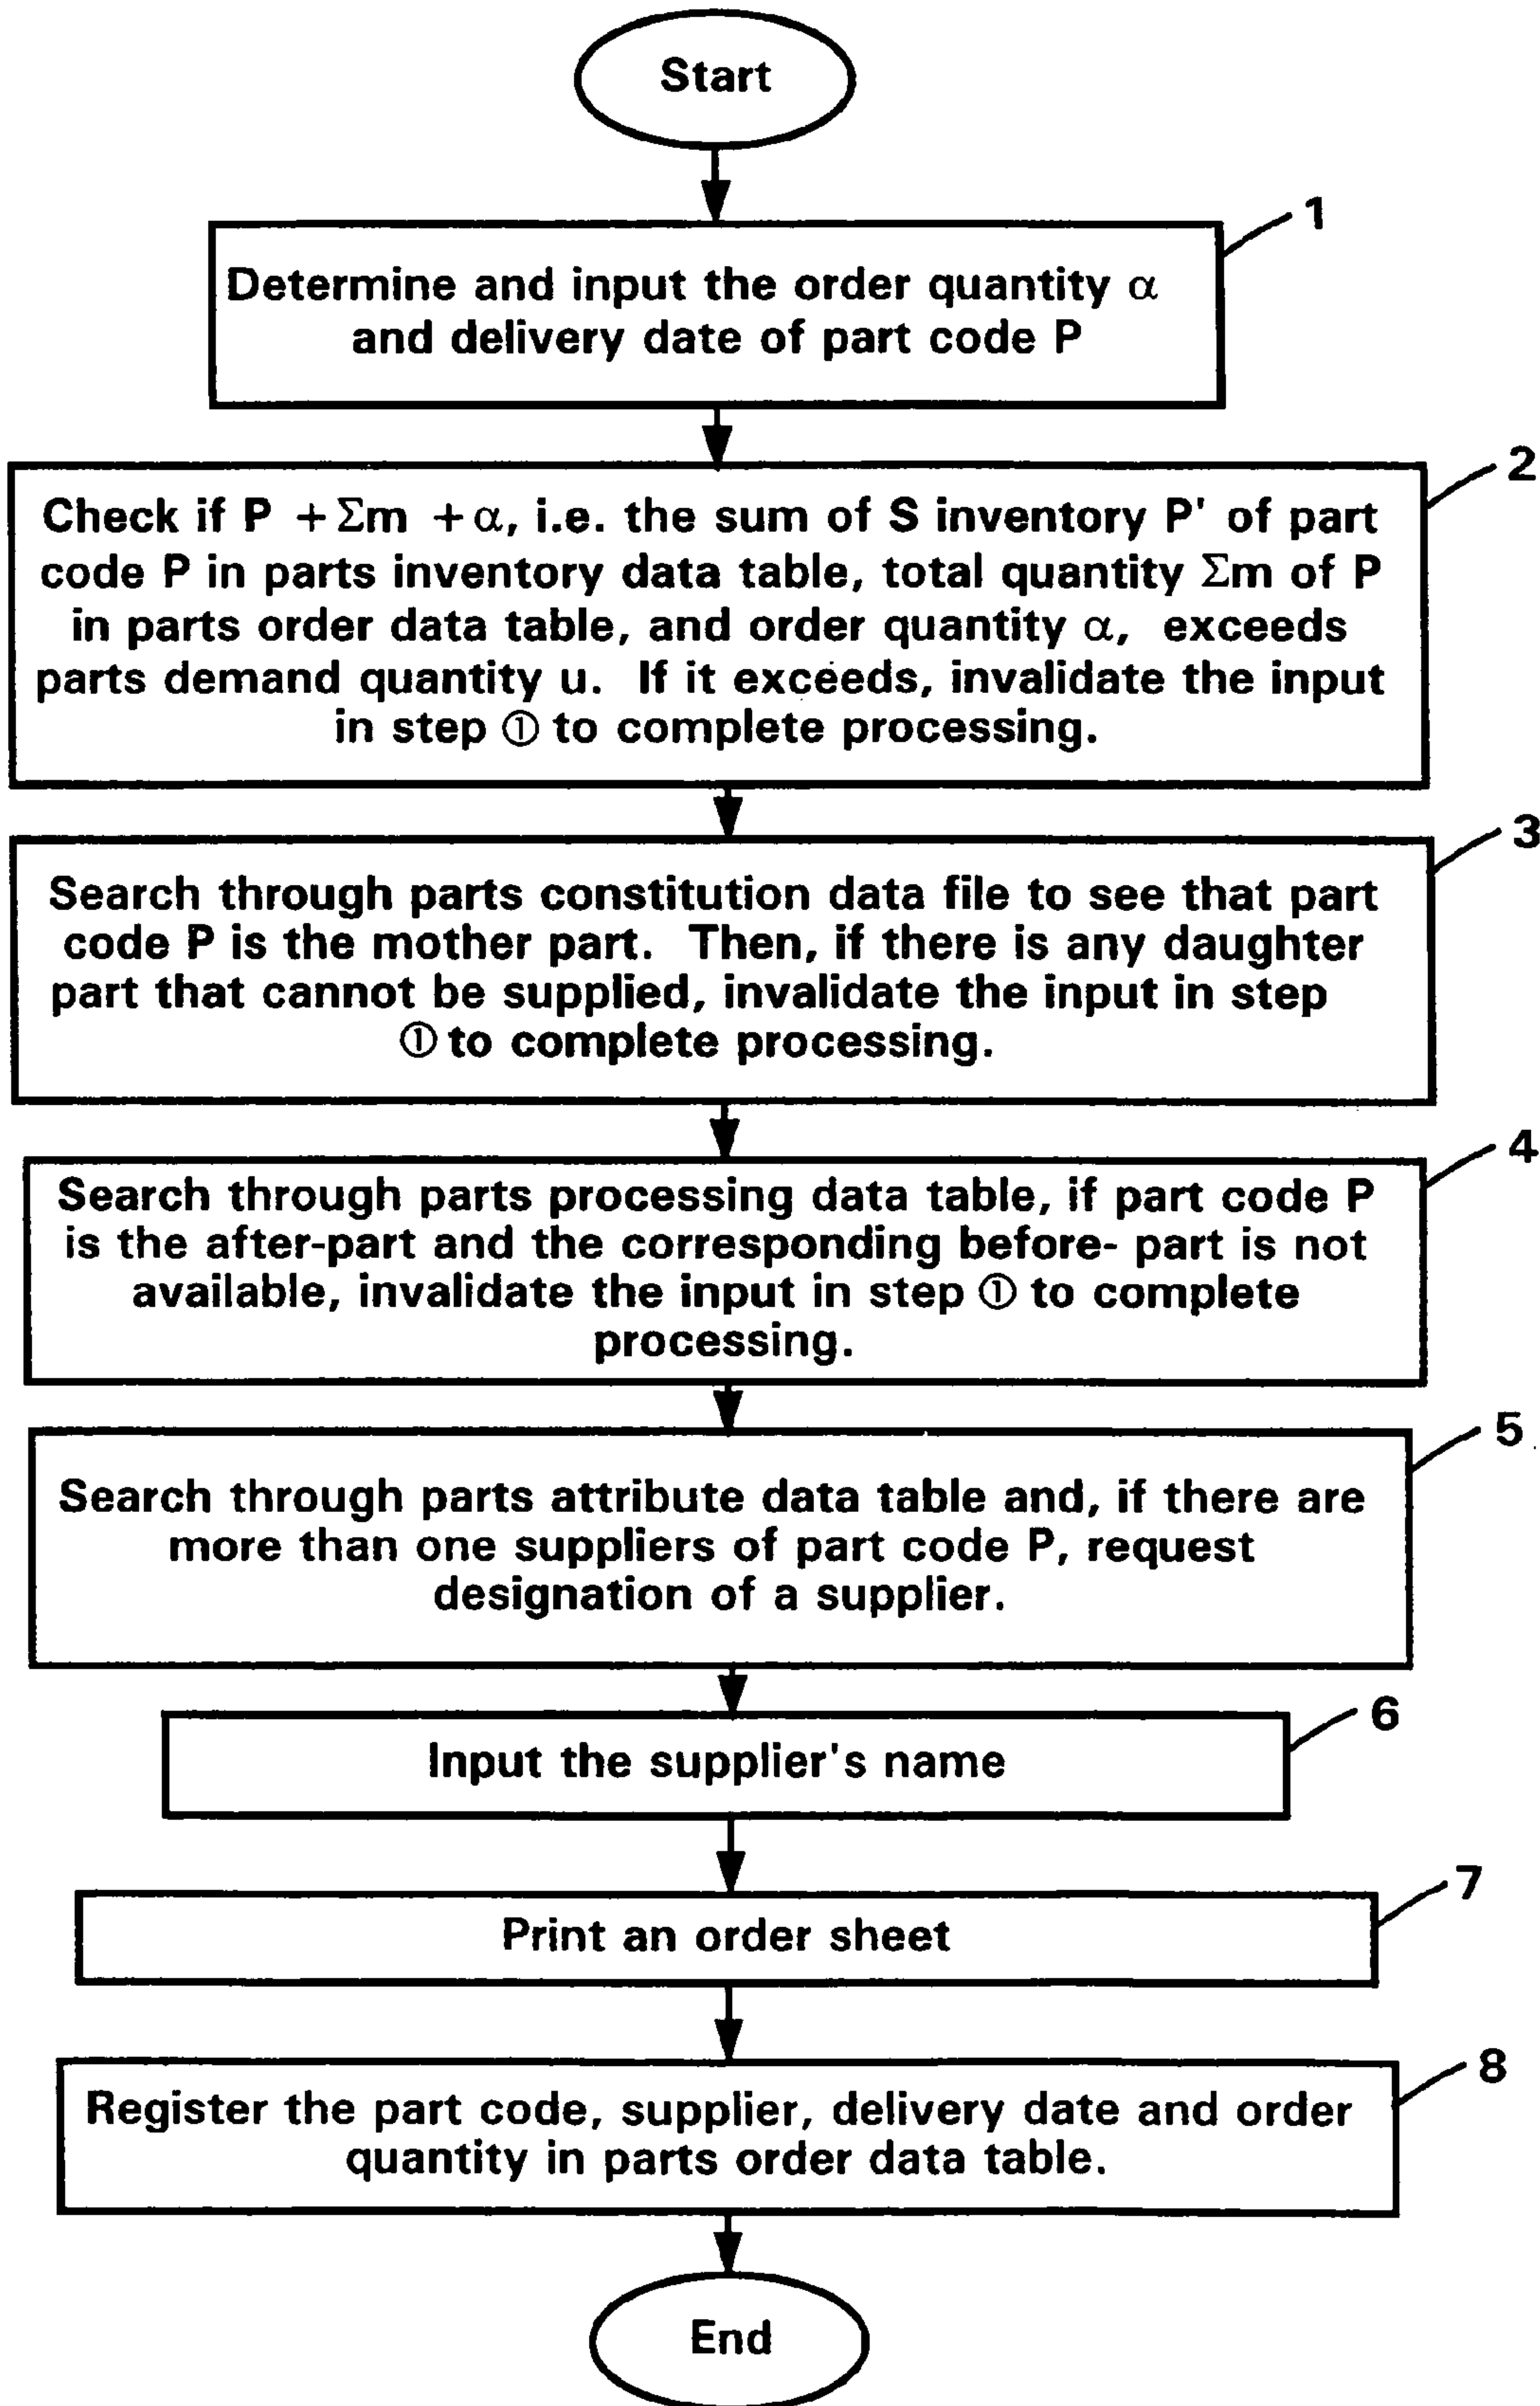 Start
1
Determine and input the order quantity α
and delivery date of part code P
2
Check if P +Σm +α, i.e. the sum of S inventory P' of part
code P in parts inventory data table, total quantity Σm of P
in parts order data table, and order quantity α, exceeds
parts demand quantity u. If it exceeds, invalidate the input
in step ① to complete processing.
3
Search through parts constitution data file to see that part
code P is the mother part. Then, if there is any daughter
part that cannot be supplied, invalidate the input in step
① to complete processing.
4
Search through parts processing data table, if part code P
is the after-part and the corresponding before- part is not
available, invalidate the input in step ① to complete
processing.
5
Search through parts attribute data table and, if there are
more than one suppliers of part code P, request
designation of a supplier.
6
Input the supplier's name
7
Print an order sheet
8
Register the part code, supplier, delivery date and order
quantity in parts order data table.
End